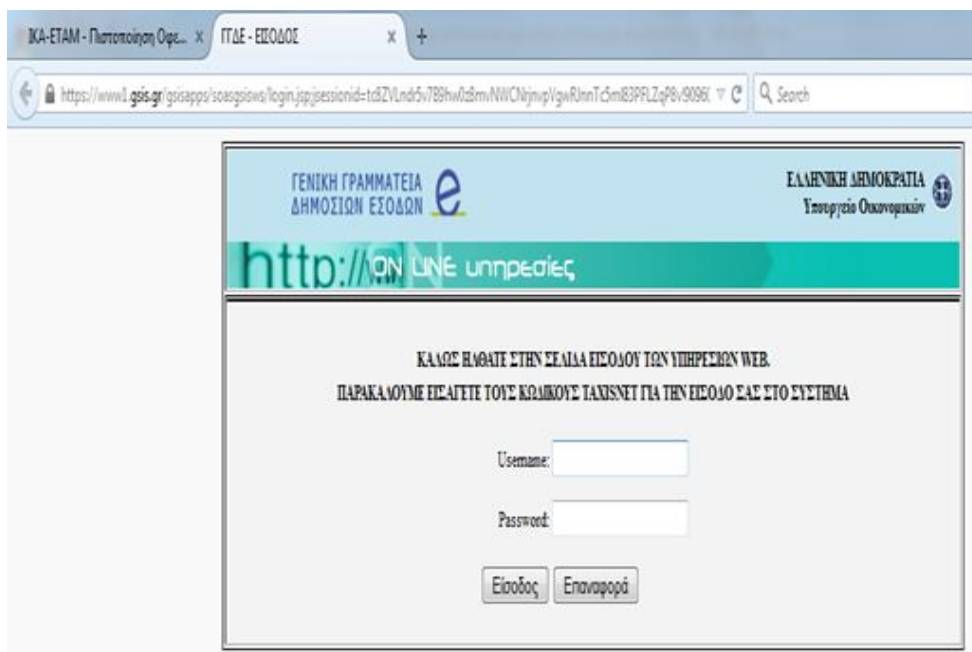 ΙΚΑ-ΕΤΑΜ - Πιστοποίηση Οφε... x
ΓΓΔΕ - ΕΙΣΟΔΟΣ x +
Search
ΓΕΝΙΚΗ ΓΡΑΜΜΑΤΕΙΑ
ΔΗΜΟΣΙΩΝ ΕΣΟΔΩΝ e
ΕΛΛΗΝΙΚΗ ΔΗΜΟΚΡΑΤΙΑ
Υπουργείο Οικονομικών
http:// ON LINE υπηρεσίες
ΚΑΛΩΣ ΗΛΘΑΤΕ ΣΤΗΝ ΣΕΛΙΔΑ ΕΙΣΟΔΟΥ ΤΩΝ ΥΠΗΡΕΣΙΩΝ WEB.
ΠΑΡΑΚΑΛΟΥΜΕ ΕΙΣΑΓΕΤΕ ΤΟΥΣ ΚΩΔΙΚΟΥΣ TAXISNET ΓΙΑ ΤΗΝ ΕΙΣΟΔΟ ΣΑΣ ΣΤΟ ΣΥΣΤΗΜΑ
Username:
Password:
Είσοδος Επαναφορά